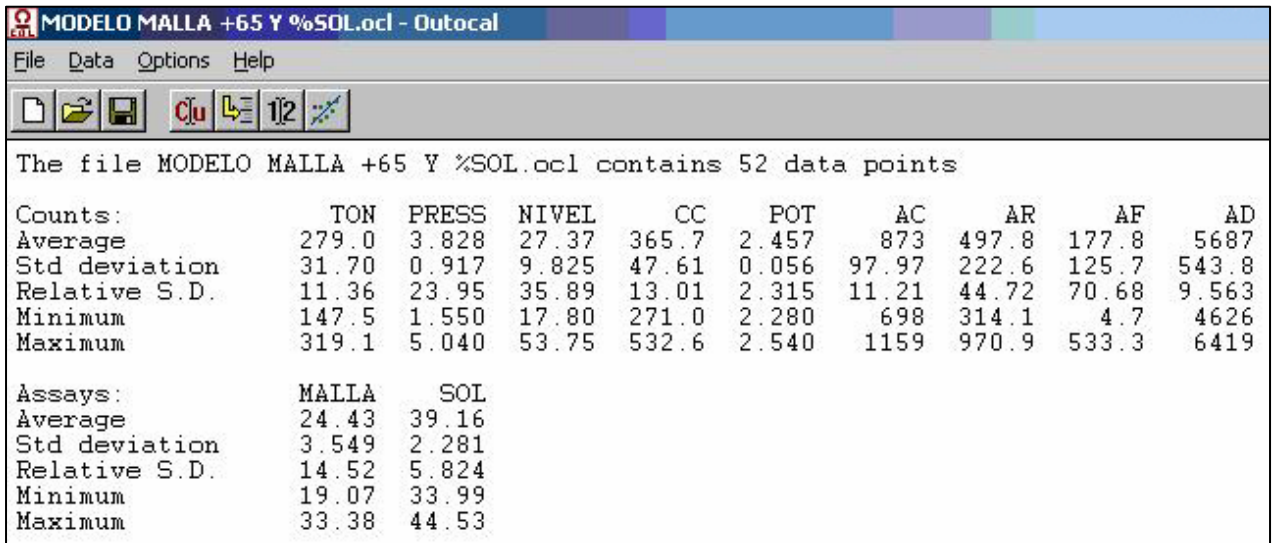 MODELO MALLA +65 Y %SOL.ocl - Outocal
File Data Options Help
Cu 12
The file MODELO MALLA +65 Y %SOL.ocl contains 52 data points
Counts: TON PRESS NIVEL CC POT AC AR AF AD
Average 279.0 3.828 27.37 365.7 2.457 873 497.8 177.8 5687
Std deviation 31.70 0.917 9.825 47.61 0.056 97.97 222.6 125.7 543.8
Relative S.D. 11.36 23.95 35.89 13.01 2.315 11.21 44.72 70.68 9.563
Minimum 147.5 1.550 17.80 271.0 2.280 698 314.1 4.7 4626
Maximum 319.1 5.040 53.75 532.6 2.540 1159 970.9 533.3 6419
Assays: MALLA SOL
Average 24.43 39.16
Std deviation 3.549 2.281
Relative S.D. 14.52 5.824
Minimum 19.07 33.99
Maximum 33.38 44.53